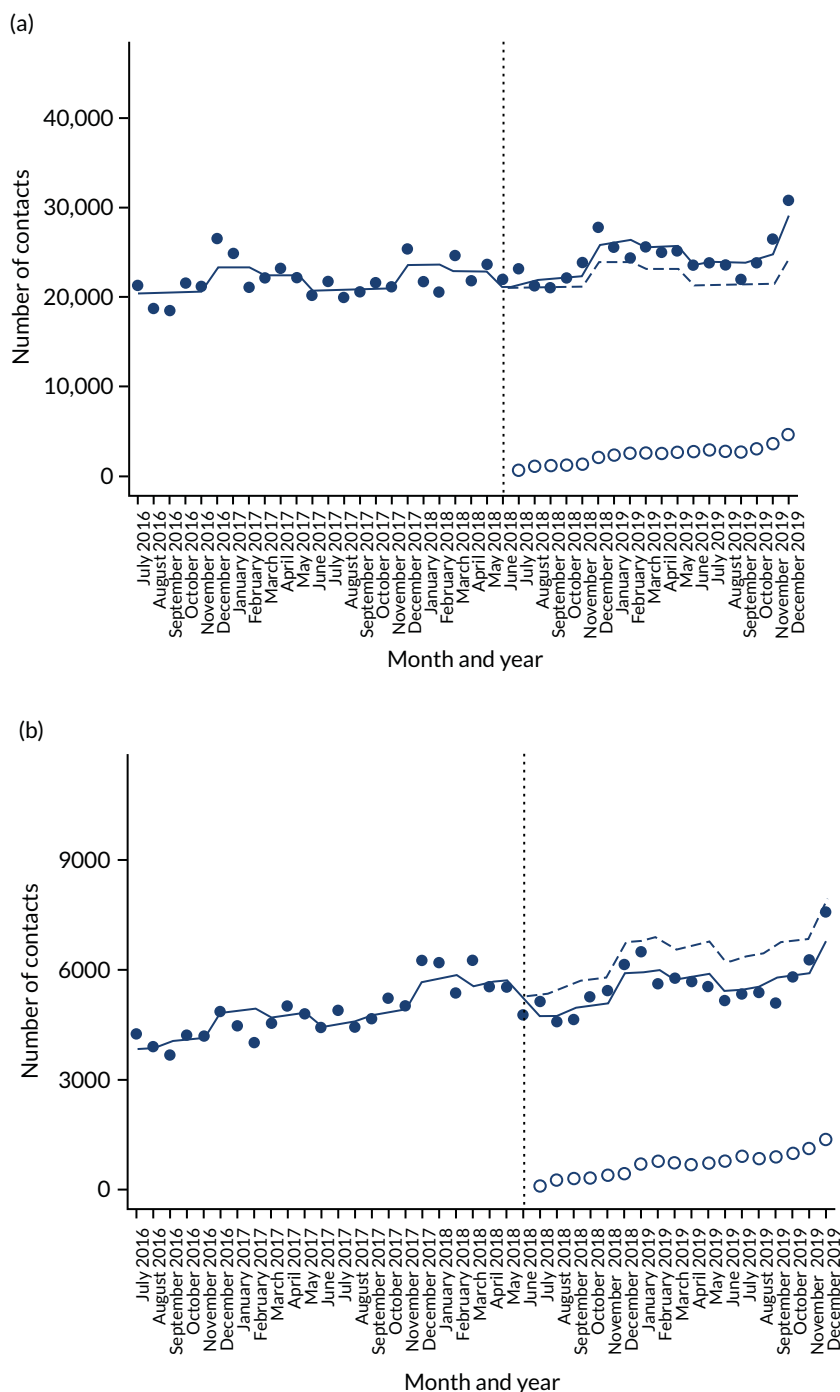 (a)
Number of contacts
40,000
30,000
20,000
10,000
0
July 2016
August 2016
September 2016
October 2016
November 2016
December 2016
January 2017
February 2017
March 2017
April 2017
May 2017
June 2017
July 2017
August 2017
September 2017
October 2017
November 2017
December 2017
January 2018
February 2018
March 2018
April 2018
May 2018
June 2018
July 2018
August 2018
September 2018
October 2018
November 2018
December 2018
January 2019
February 2019
March 2019
April 2019
May 2019
June 2019
July 2019
August 2019
September 2019
October 2019
November 2019
December 2019
Month and year
(b)
Number of contacts
9000
6000
3000
0
July 2016
August 2016
September 2016
October 2016
November 2016
December 2016
January 2017
February 2017
March 2017
April 2017
May 2017
June 2017
July 2017
August 2017
September 2017
October 2017
November 2017
December 2017
January 2018
February 2018
March 2018
April 2018
May 2018
June 2018
July 2018
August 2018
September 2018
October 2018
November 2018
December 2018
January 2019
February 2019
March 2019
April 2019
May 2019
June 2019
July 2019
August 2019
September 2019
October 2019
November 2019
December 2019
Month and year